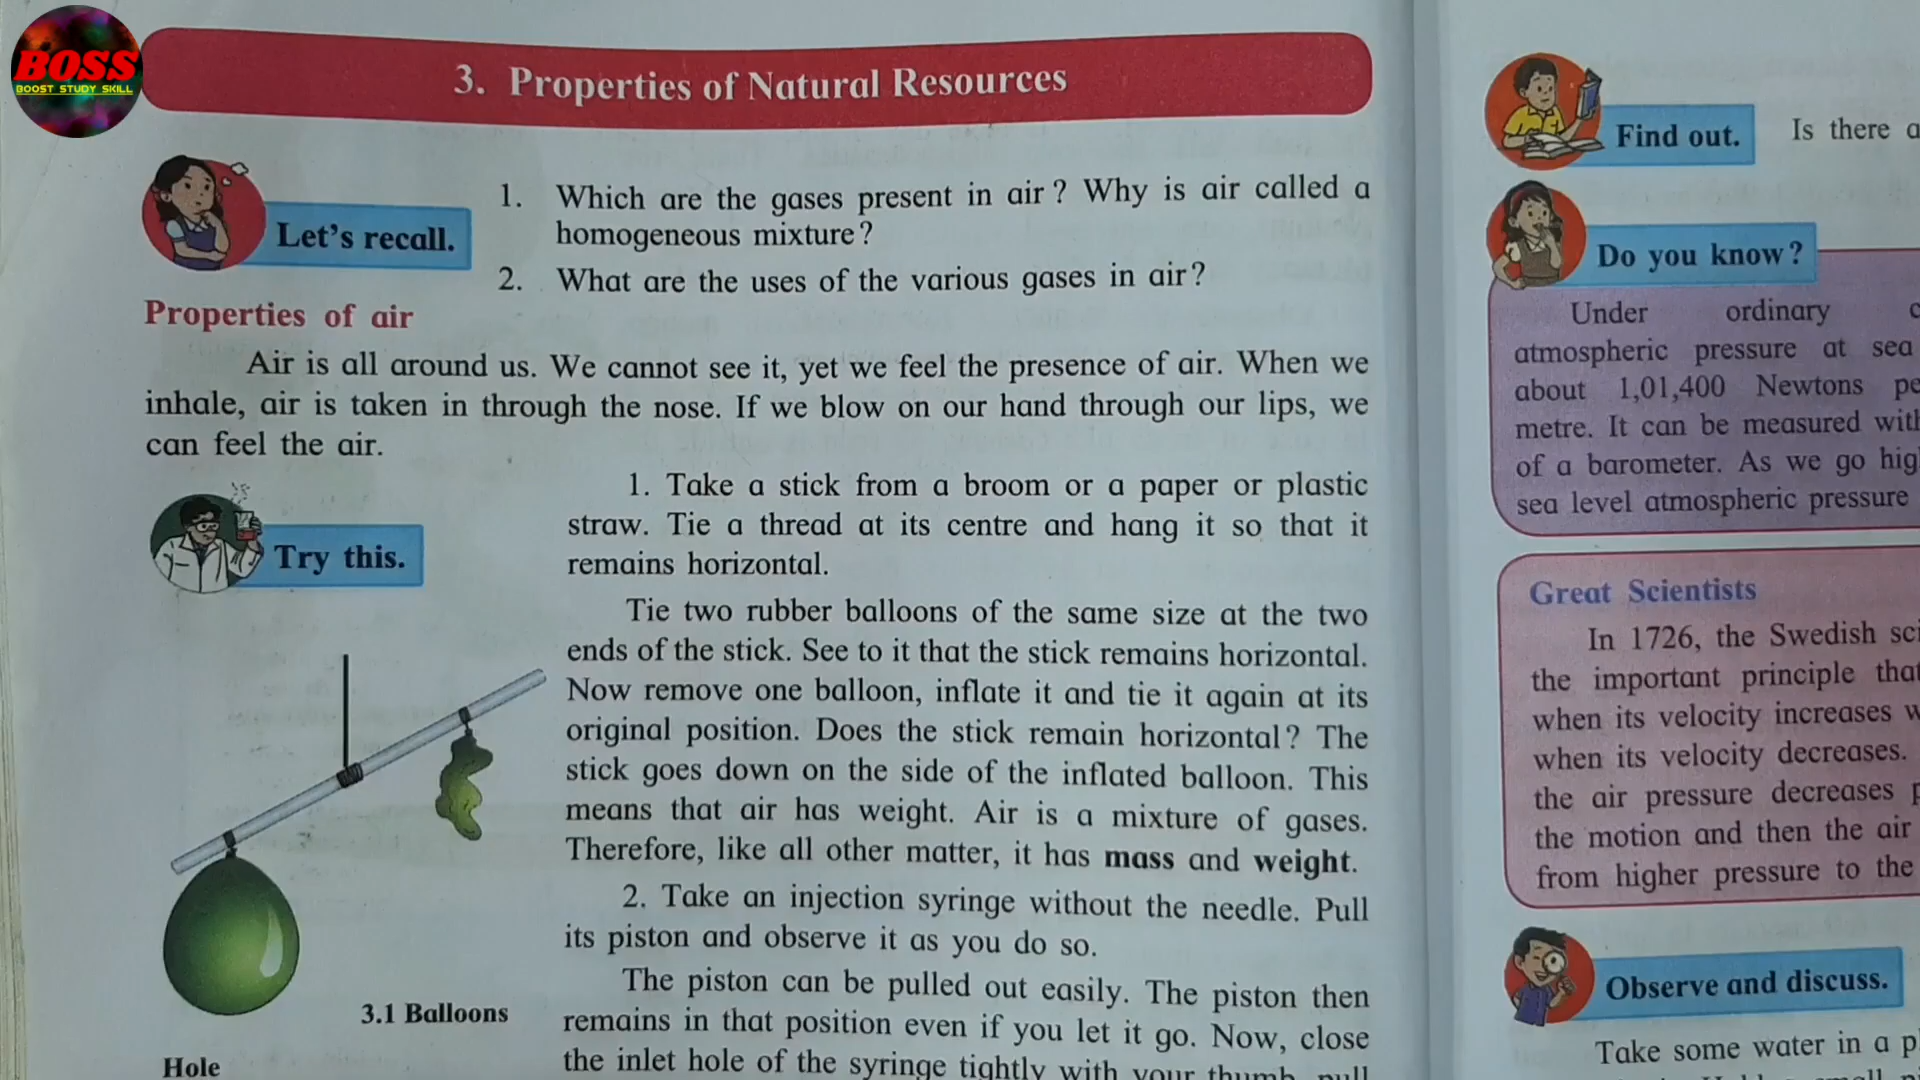 BOSS
BOOST STUDY SKILL
3. Properties of Natural Resources
Let's recall.
1. Which are the gases present in air? Why is air called a
homogeneous mixture?
2. What are the uses of the various gases in air?
Properties of air
Air is all around us. We cannot see it, yet we feel the presence of air. When we
inhale, air is taken in through the nose. If we blow on our hand through our lips, we
can feel the air.
Try this.
1. Take a stick from a broom or a paper or plastic
straw. Tie a thread at its centre and hang it so that it
remains horizontal.
Tie two rubber balloons of the same size at the two
ends of the stick. See to it that the stick remains horizontal.
Now remove one balloon, inflate it and tie it again at its
original position. Does the stick remain horizontal? The
stick goes down on the side of the inflated balloon. This
means that air has weight. Air is a mixture of gases.
Therefore, like all other matter, it has mass and weight.
2. Take an injection syringe without the needle. Pull
its piston and observe it as you do so.
The piston can be pulled out easily. The piston then
remains in that position even if you let it go. Now, close
the inlet hole of the syringe tightly with your thumb, pull
3.1 Balloons
Hole
Find out.
Is there a
Do you know?
Under ordinary
atmospheric pressure at sea
about 1,01,400 Newtons pe
metre. It can be measured with
of a barometer. As we go hig
sea level atmospheric pressure
Great Scientists
In 1726, the Swedish sci
the important principle that
when its velocity increases w
when its velocity decreases.
the air pressure decreases p
the motion and then the air
from higher pressure to the
Observe and discuss.
Take some water in a p